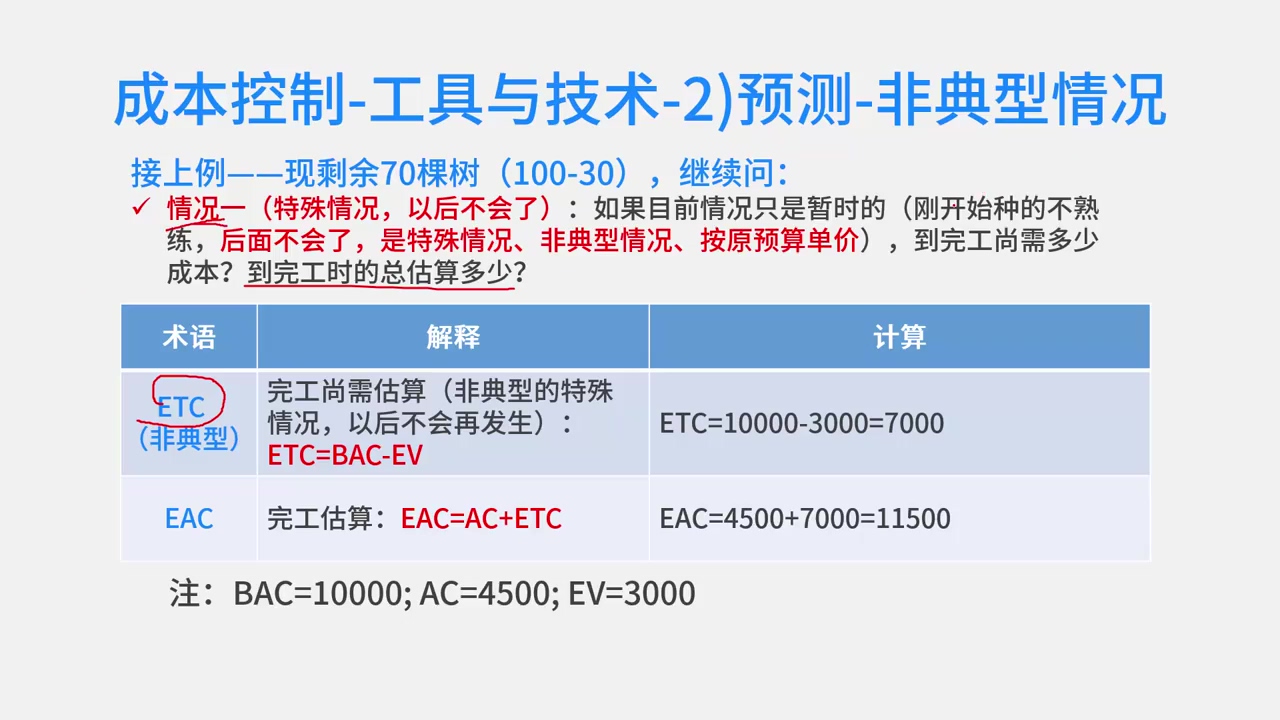 成本控制-工具与技术-2)预测-非典型情况
接上例——现剩余70棵树（100-30），继续问：
✓ 情况一（特殊情况，以后不会了）：如果目前情况只是暂时的（刚开始种的不熟
练，后面不会了，是特殊情况、非典型情况、按原预算单价），到完工尚需多少
成本？到完工时的总估算多少？
术语 解释 计算
ETC
（非典型）
完工尚需估算（非典型的特殊
情况，以后不会再发生）：
ETC=BAC-EV
ETC=10000-3000=7000
EAC
完工估算：EAC=AC+ETC
EAC=4500+7000=11500
注：BAC=10000; AC=4500; EV=3000